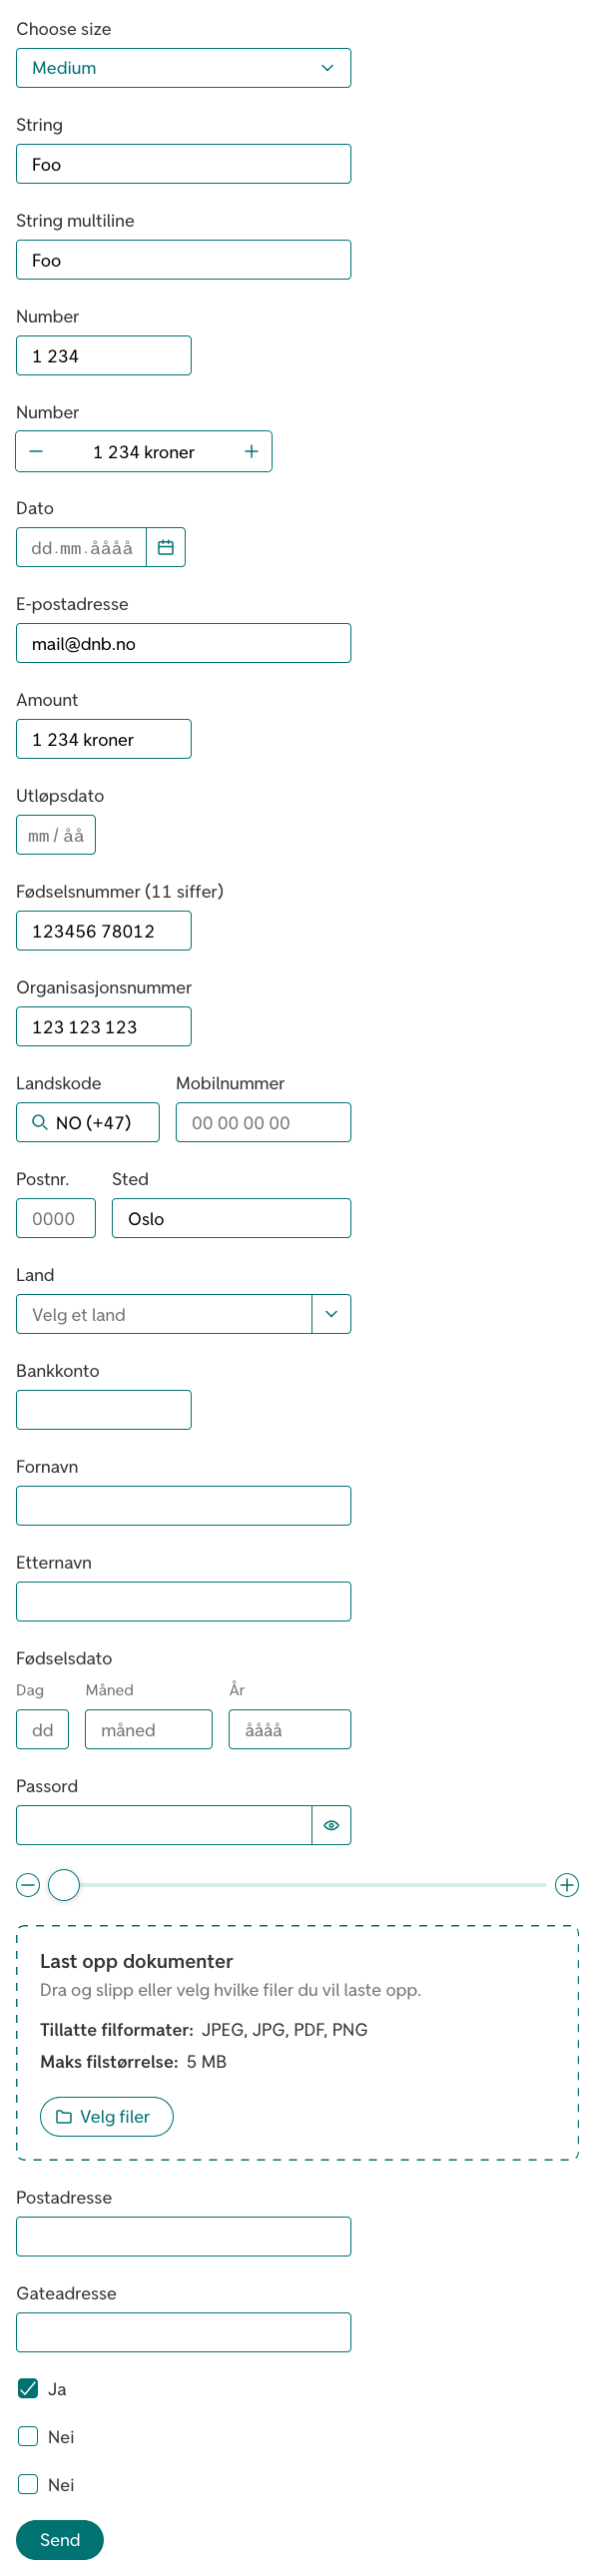 Choose size
Medium
String
Foo
String multiline
Foo
Number
1 234
Number
1 234 kroner
Dato
dd.mm.åååå
E-postadresse
mail@dnb.no
Amount
1 234 kroner
Utløpsdato
mm / åå
Fødselsnummer (11 siffer)
123456 78012
Organisasjonsnummer
123 123 123
Landskode Mobilnummer
NO (+47) 00 00 00 00
Postnr. Sted
0000 Oslo
Land
Velg et land
Bankkonto
Fornavn
Etternavn
Fødselsdato
Dag Måned År
dd måned åååå
Passord
Last opp dokumenter
Dra og slipp eller velg hvilke filer du vil laste opp.
Tillatte filformater: JPEG, JPG, PDF, PNG
Maks filstørrelse: 5 MB
Velg filer
Postadresse
Gateadresse
Ja
Nei
Nei
Send